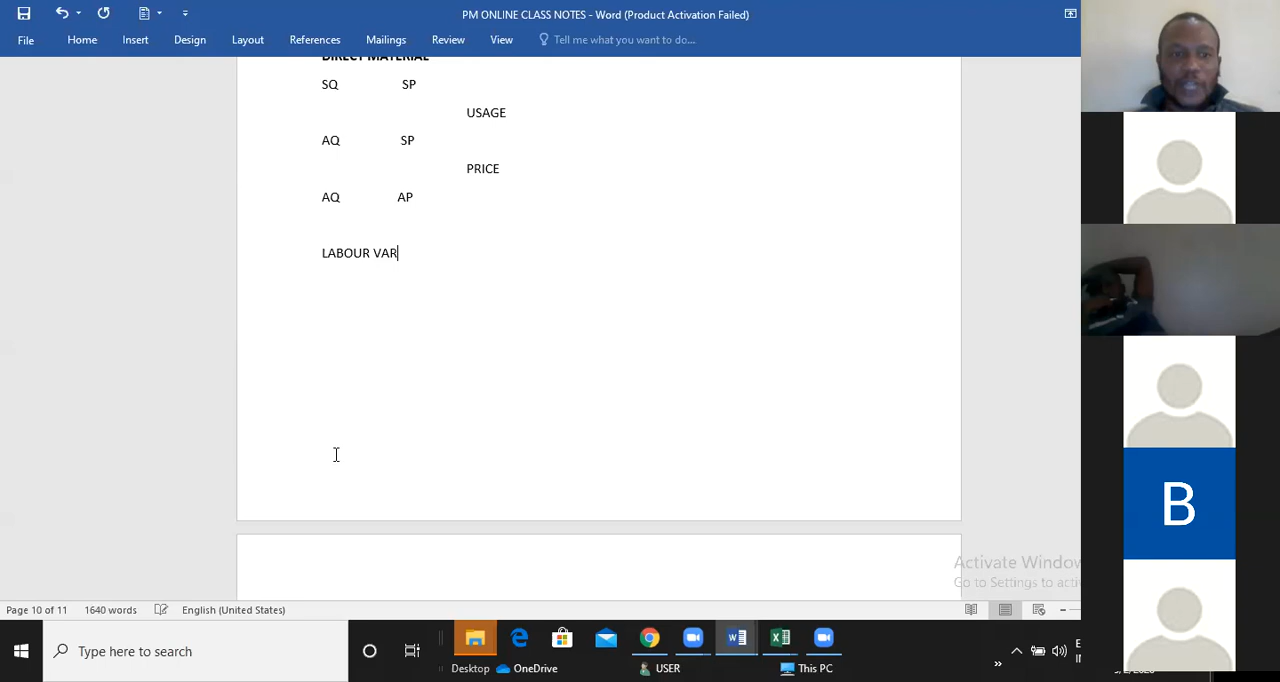 PM ONLINE CLASS NOTES - Word (Product Activation Failed)
File Home Insert Design Layout References Mailings Review View Tell me what you want to do...
DIRECT MATERIAL
SQ SP
USAGE
AQ SP
PRICE
AQ AP
LABOUR VAR
B
Activate Window
Go to Settings to acti
Page 10 of 11 1640 words English (United States)
Type here to search
Desktop OneDrive USER This PC